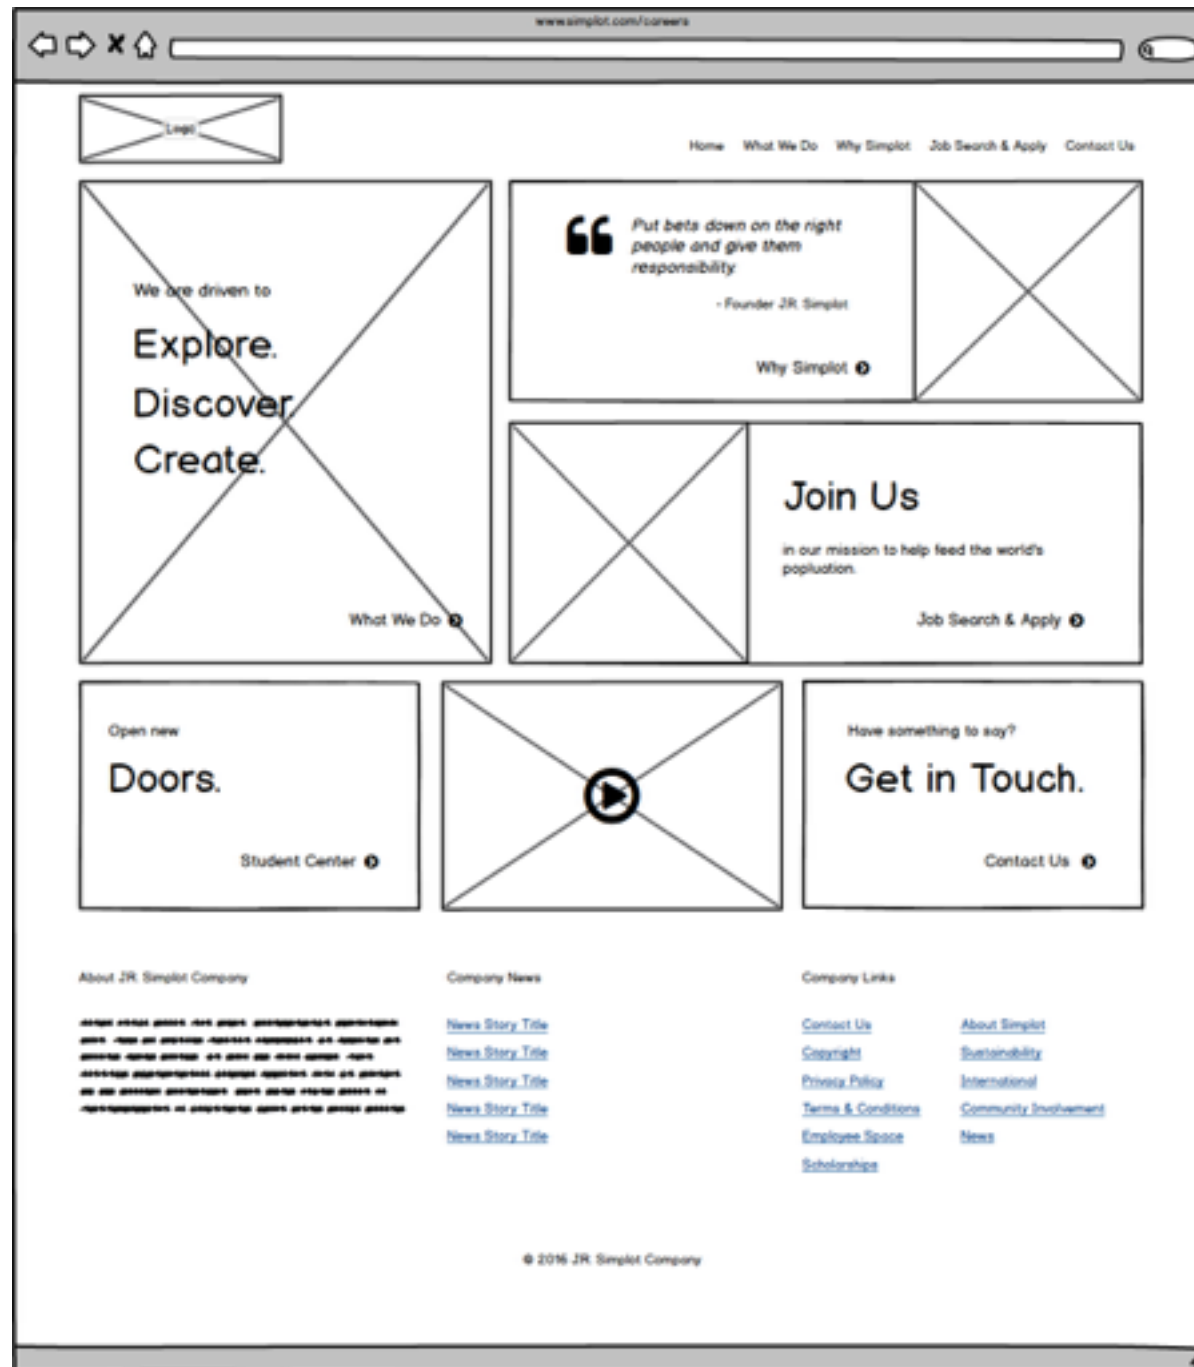 www.simplot.com/careers
Logo
Home What We Do Why Simplot Job Search & Apply Contact Us
We are driven to
Explore.
Discover.
Create.
What We Do
Put bets down on the right
people and give them
responsibility.
- Founder J.R. Simplot
Why Simplot
Join Us
in our mission to help feed the world's
popluation.
Job Search & Apply
Open new
Doors.
Student Center
Have something to say?
Get in Touch.
Contact Us
About J.R. Simplot Company
Company News
News Story Title
News Story Title
News Story Title
News Story Title
News Story Title
Company Links
Contact Us
Copyright
Privacy Policy
Terms & Conditions
Employee Space
Scholarships
About Simplot
Sustainability
International
Community Involvement
News
© 2016 J.R. Simplot Company